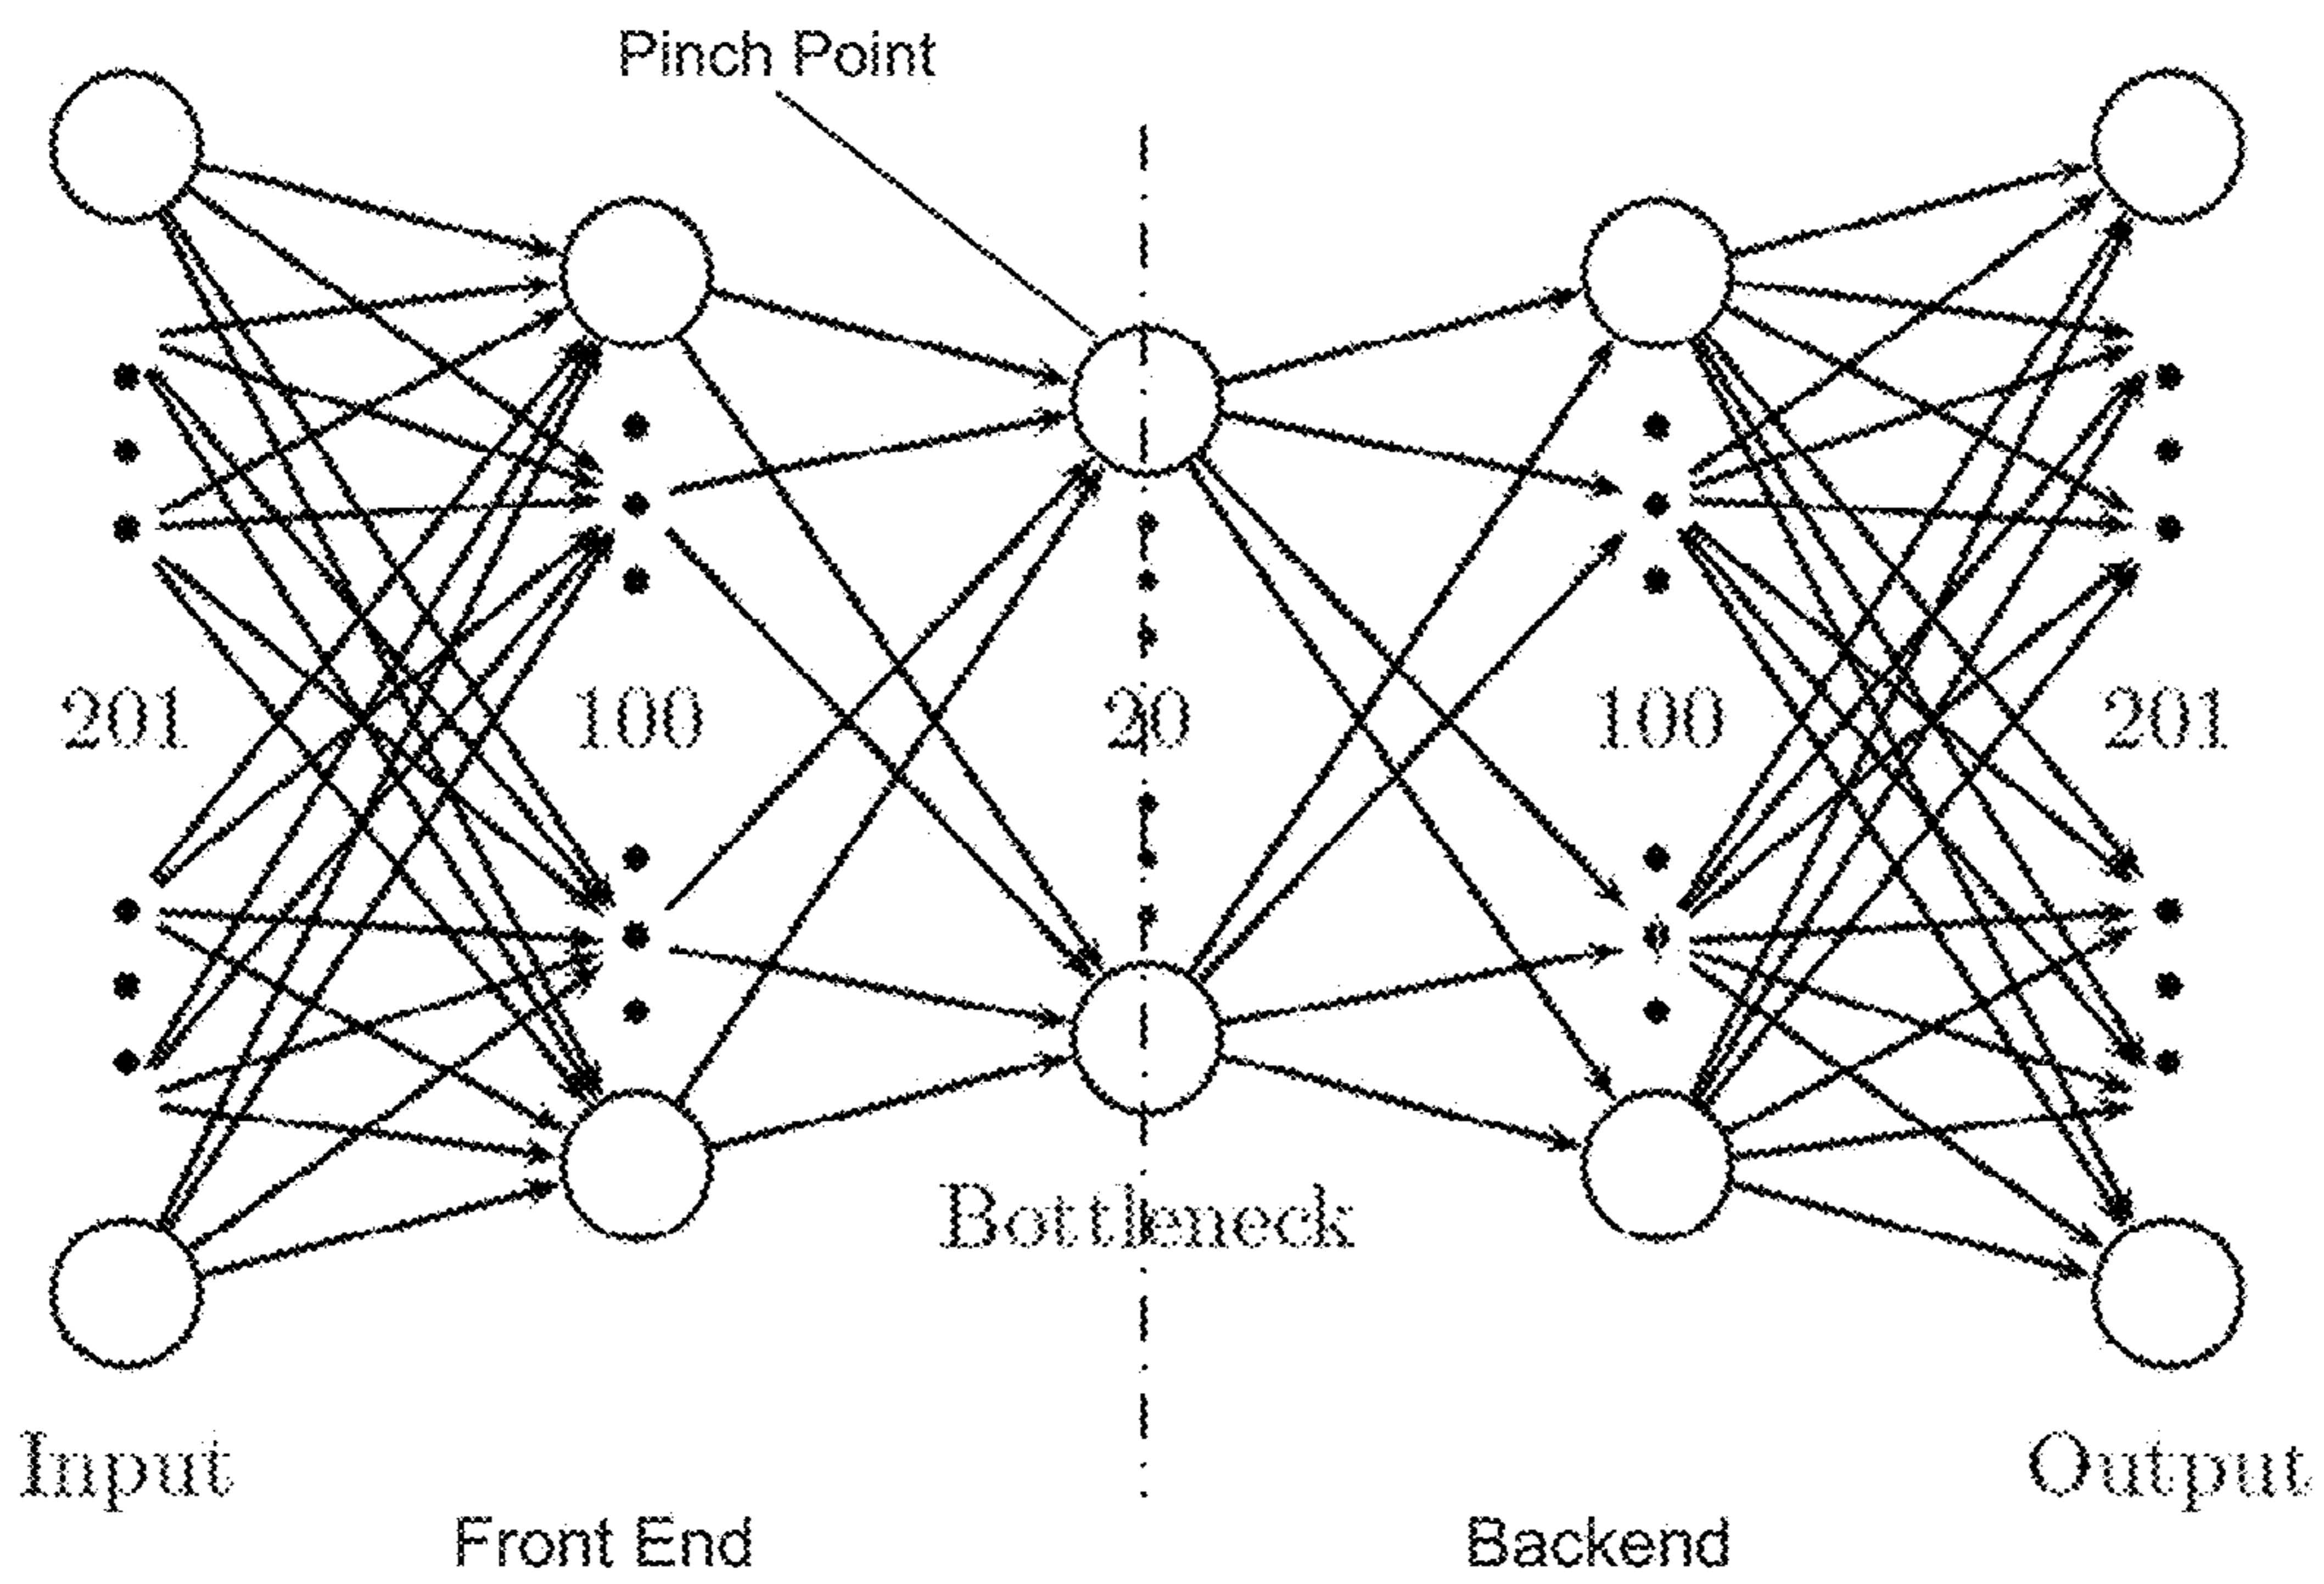 Pinch Point
201 100 20 100 201
Bottleneck
Input Output
Front End Backend